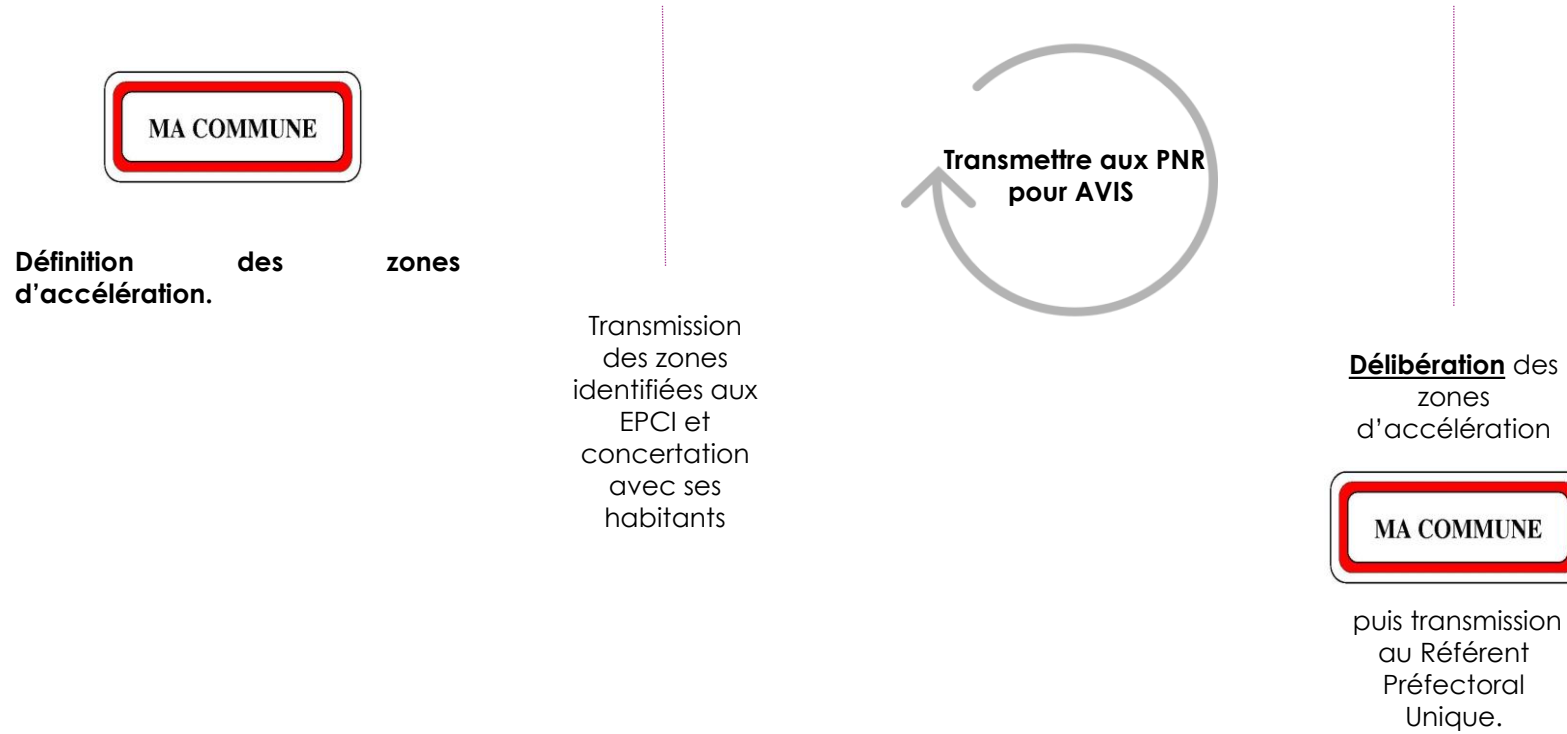 MA COMMUNE
Définition des zones
d’accélération.
Transmission
des zones
identifiées aux
EPCI et
concertation
avec ses
habitants
Transmettre aux PNR
pour AVIS
Délibération des
zones
d’accélération
MA COMMUNE
puis transmission
au Référent
Préfectoral
Unique.